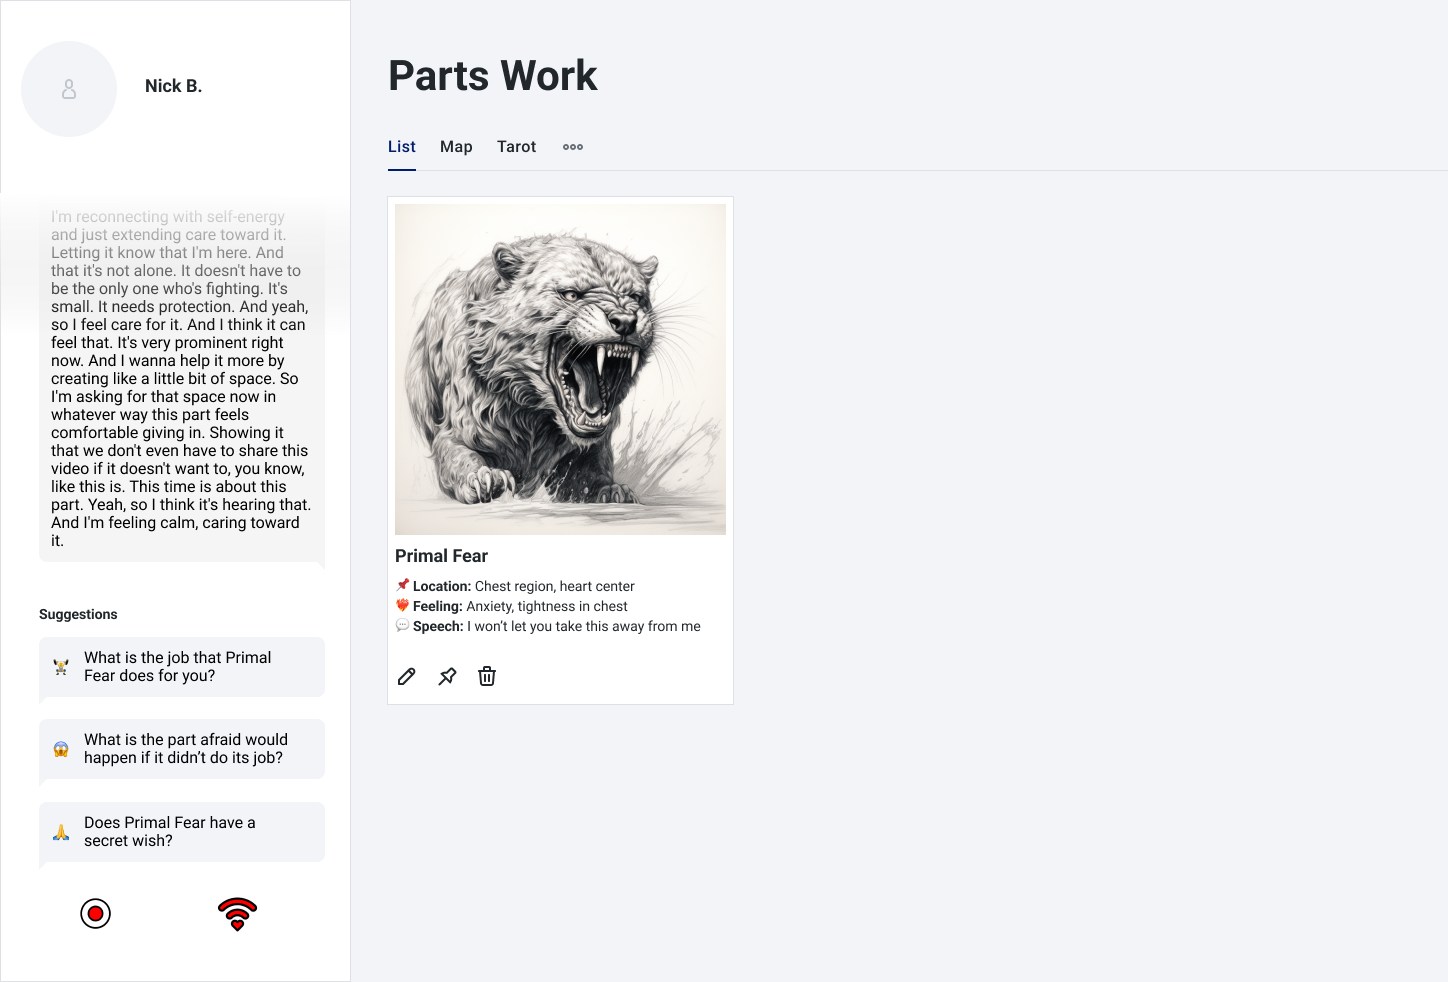 Nick B.
I'm reconnecting with self-energy
and just extending care toward it.
Letting it know that I'm here. And
that it's not alone. It doesn't have to
be the only one who's fighting. It's
small. It needs protection. And yeah,
so I feel care for it. And I think it can
feel that. It's very prominent right
now. And I wanna help it more by
creating like a little bit of space. So
I'm asking for that space now in
whatever way this part feels
comfortable giving in. Showing it
that we don't even have to share this
video if it doesn't want to, you know,
like this is. This time is about this
part. Yeah, so I think it's hearing that.
And I'm feeling calm, caring toward
it.
Suggestions
What is the job that Primal
Fear does for you?
What is the part afraid would
happen if it didn’t do its job?
Does Primal Fear have a
secret wish?
Parts Work
List Map Tarot
Primal Fear
Location: Chest region, heart center
Feeling: Anxiety, tightness in chest
Speech: I won’t let you take this away from me